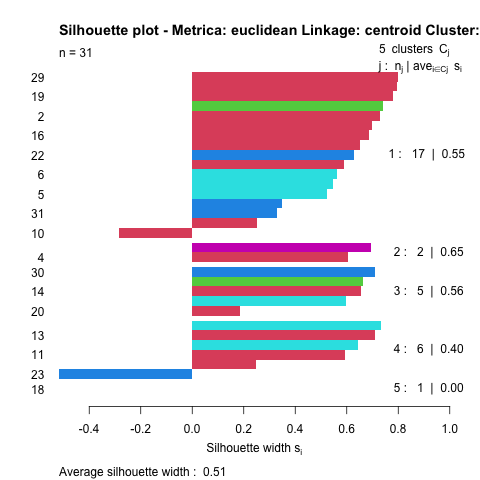 Silhouette plot - Metrica: euclidean Linkage: centroid Cluster:
n = 31
5 clusters Cj
j : nj | avei∈Cj si
29
19
2
16
22
1 : 17 | 0.55
6
5
31
10
4
2 : 2 | 0.65
30
14
3 : 5 | 0.56
20
13
11
4 : 6 | 0.40
23
18
5 : 1 | 0.00
-0.4 -0.2 0.0 0.2 0.4 0.6 0.8 1.0
Silhouette width si
Average silhouette width : 0.51